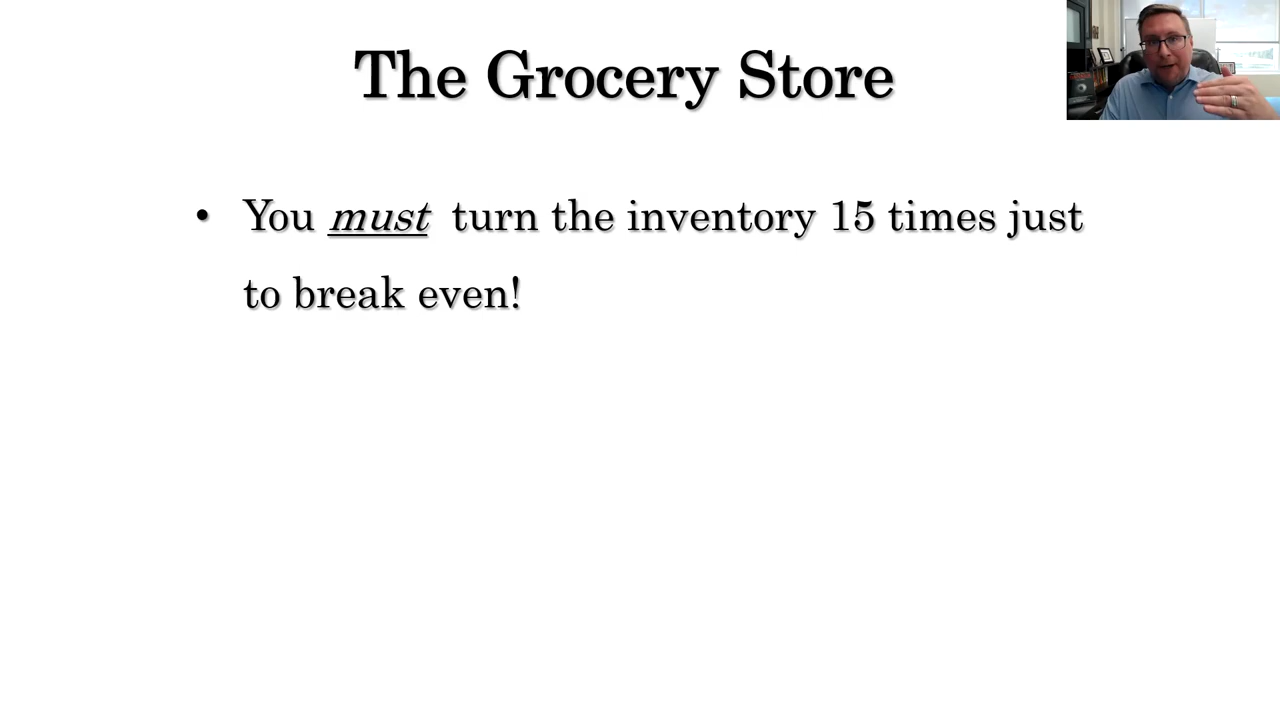 The Grocery Store
• You must turn the inventory 15 times just
to break even!